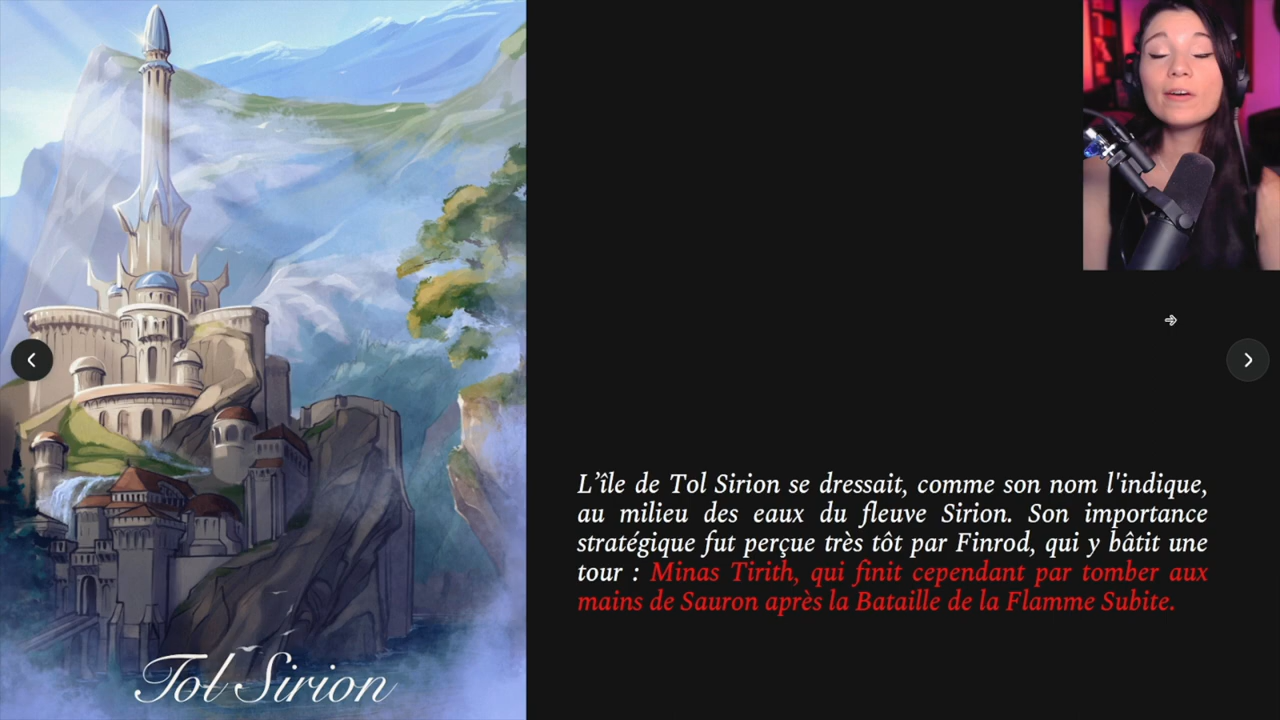 L’île de Tol Sirion se dressait, comme son nom l'indique,
au milieu des eaux du fleuve Sirion. Son importance
stratégique fut perçue très tôt par Finrod, qui y bâtit une
tour : Minas Tirith, qui finit cependant par tomber aux
mains de Sauron après la Bataille de la Flamme Subite.
Tol Sirion